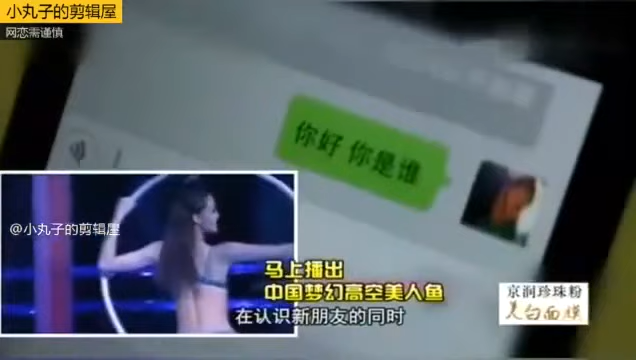 小丸子的剪辑屋
网恋需谨慎
你好 你是谁
@小丸子的剪辑屋
马上播出
中国梦幻高空美人鱼
京润珍珠粉
美白面膜
在认识新朋友的同时